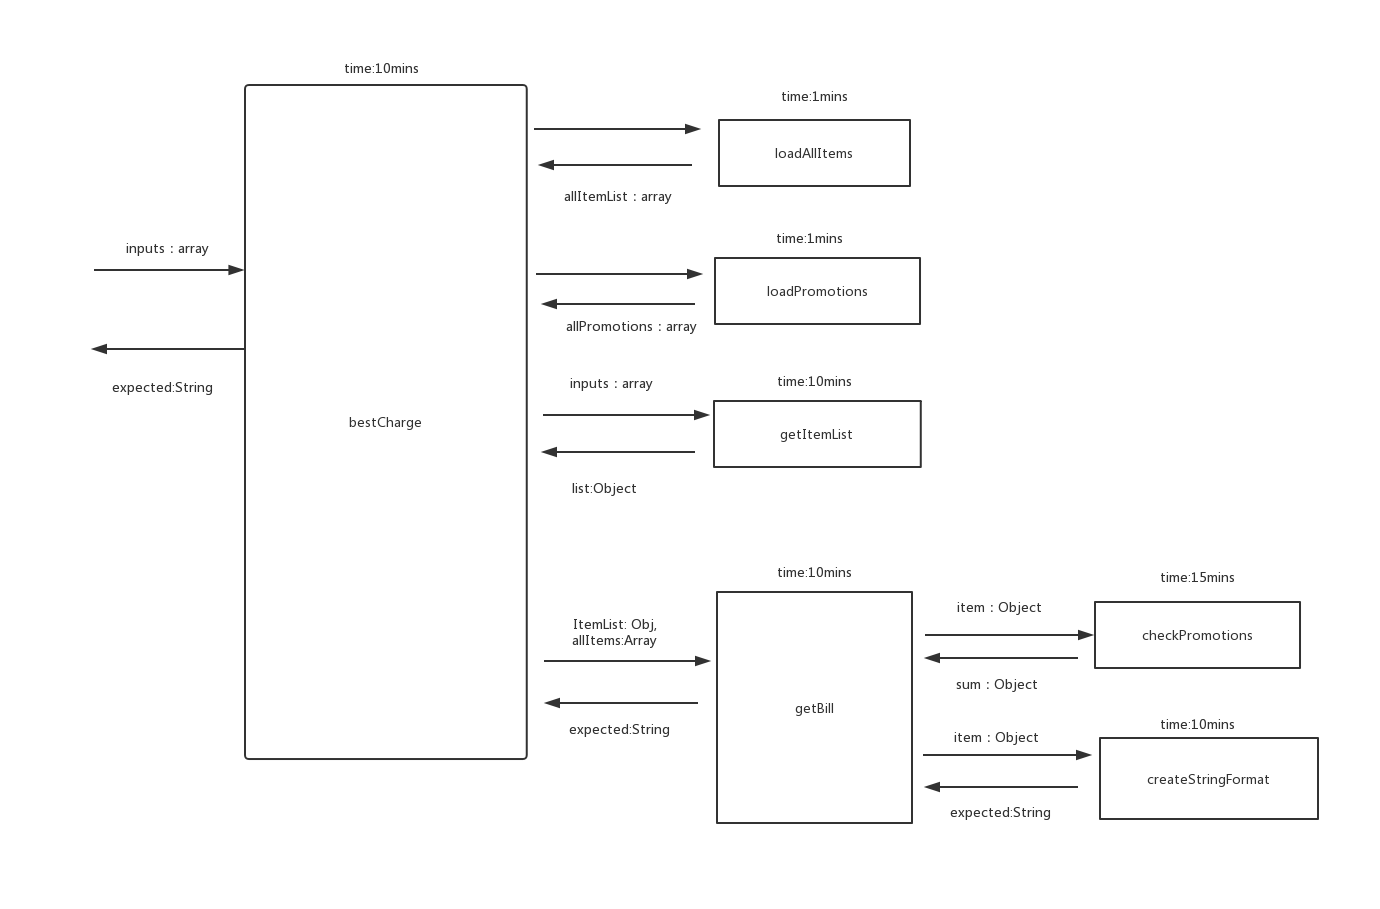 time:10mins
time:1mins
loadAllItems
allItemList : array
inputs : array
time:1mins
loadPromotions
allPromotions : array
expected:String
inputs : array
time:10mins
bestCharge
getItemList
list:Object
time:10mins
time:15mins
ItemList: Obj,
allItems:Array
item : Object
checkPromotions
sum : Object
getBill
expected:String
time:10mins
item : Object
createStringFormat
expected:String